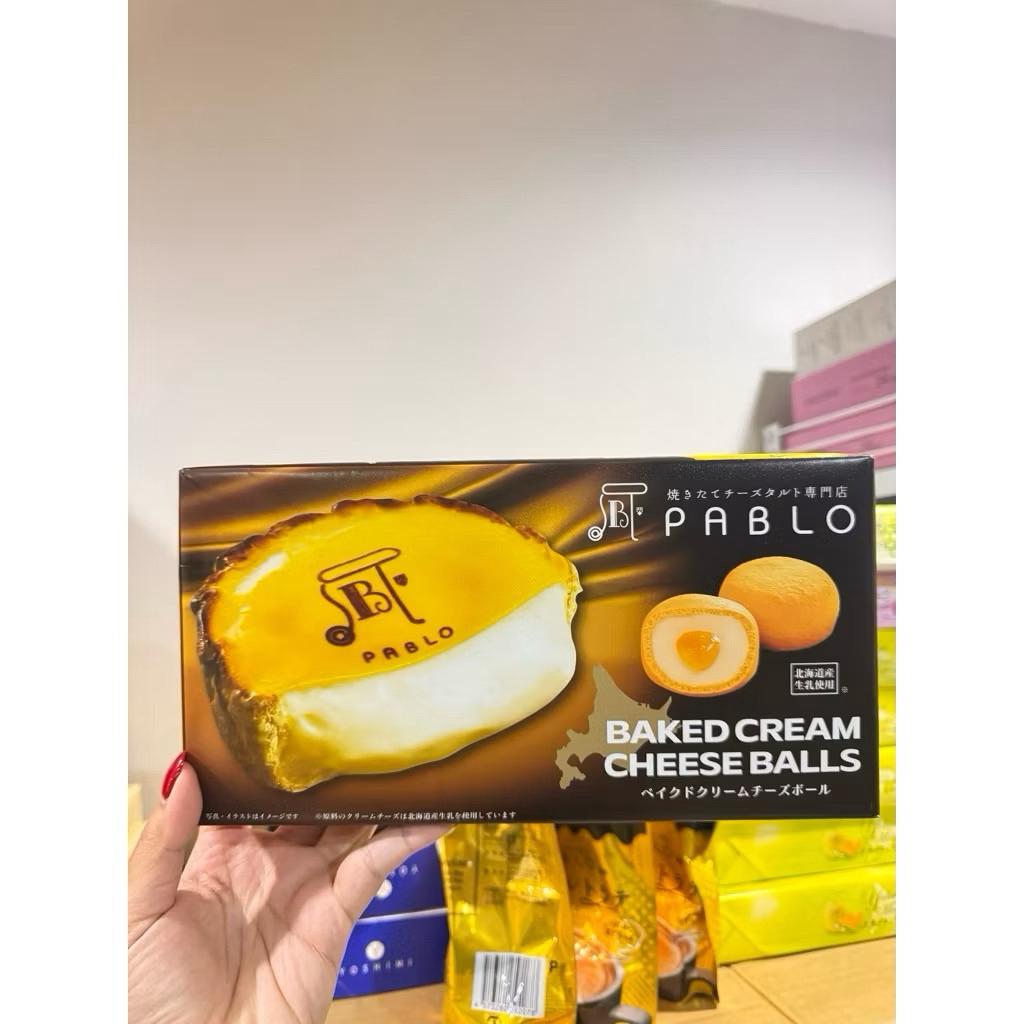 焼きたてチーズタルト専門店
PABLO
PABLO
北海道産
生乳使用
※
BAKED CREAM
CHEESE BALLS
ベイクドクリームチーズボール
写真・イラストはイメージです ※原料のクリームチーズは北海道産生乳を使用しています